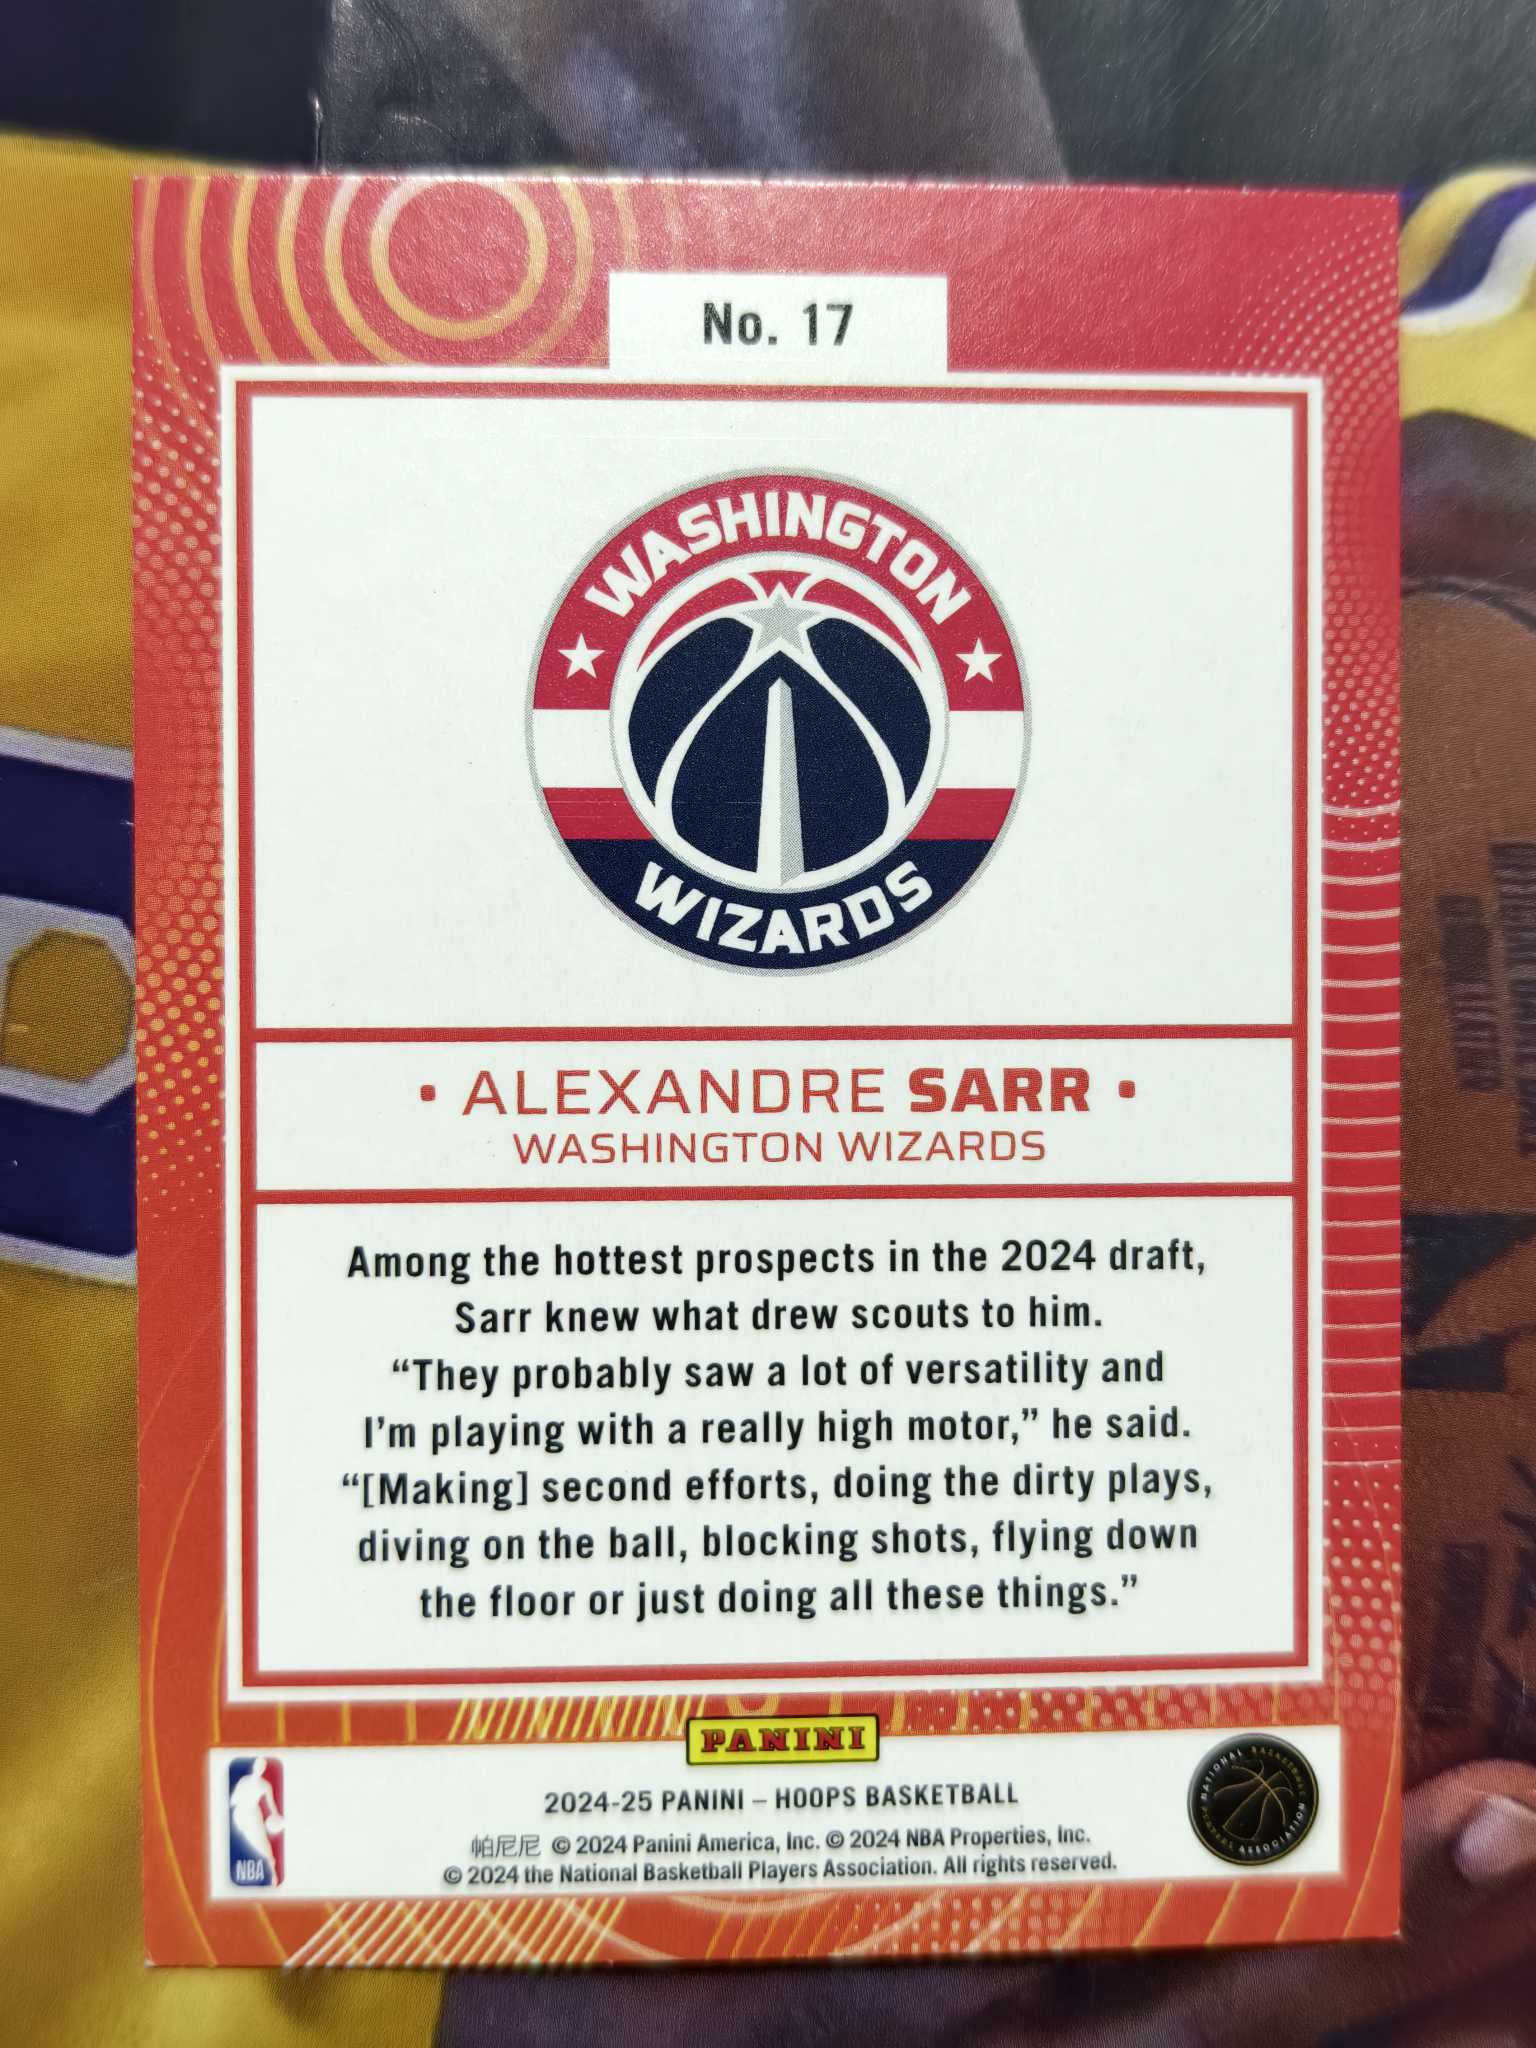 No. 17
WASHINGTON
WIZARDS
• ALEXANDRE SARR •
WASHINGTON WIZARDS
Among the hottest prospects in the 2024 draft,
Sarr knew what drew scouts to him.
“They probably saw a lot of versatility and
I’m playing with a really high motor,” he said.
“[Making] second efforts, doing the dirty plays,
diving on the ball, blocking shots, flying down
the floor or just doing all these things.”
PANINI
NBA
2024-25 PANINI – HOOPS BASKETBALL
帕尼尼 © 2024 Panini America, Inc. © 2024 NBA Properties, Inc.
© 2024 the National Basketball Players Association. All rights reserved.
NATIONAL BASKETBALL
PLAYERS ASSOCIATION